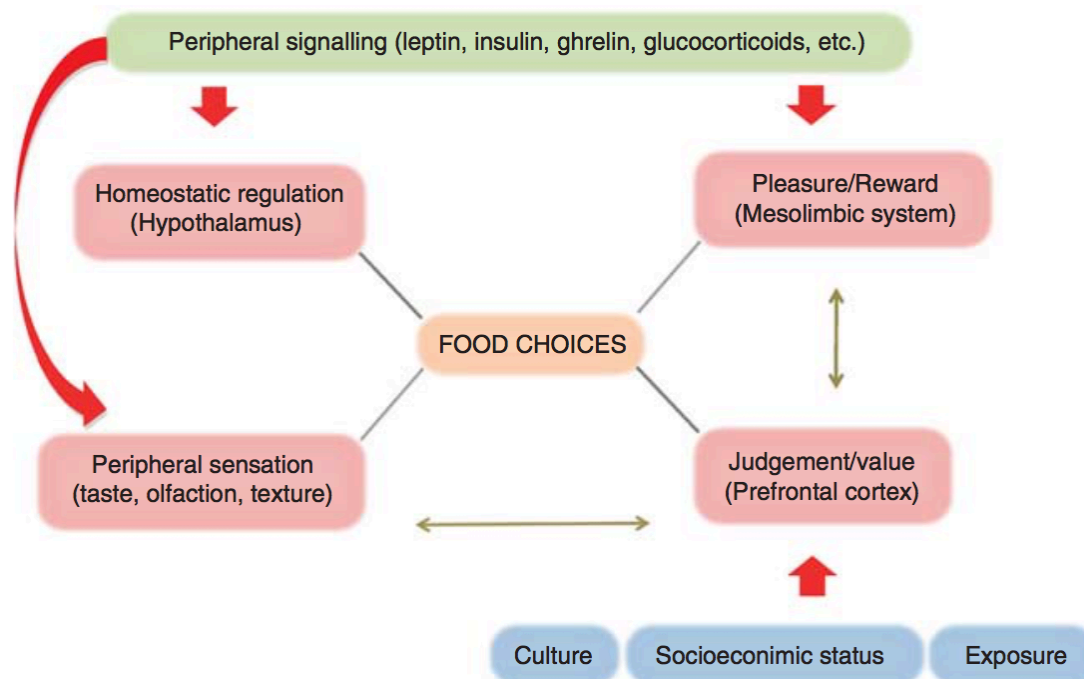 Peripheral signalling (leptin, insulin, ghrelin, glucocorticoids, etc.)
Homeostatic regulation
(Hypothalamus)
Pleasure/Reward
(Mesolimbic system)
FOOD CHOICES
Peripheral sensation
(taste, olfaction, texture)
Judgement/value
(Prefrontal cortex)
Culture
Socioeconimic status
Exposure